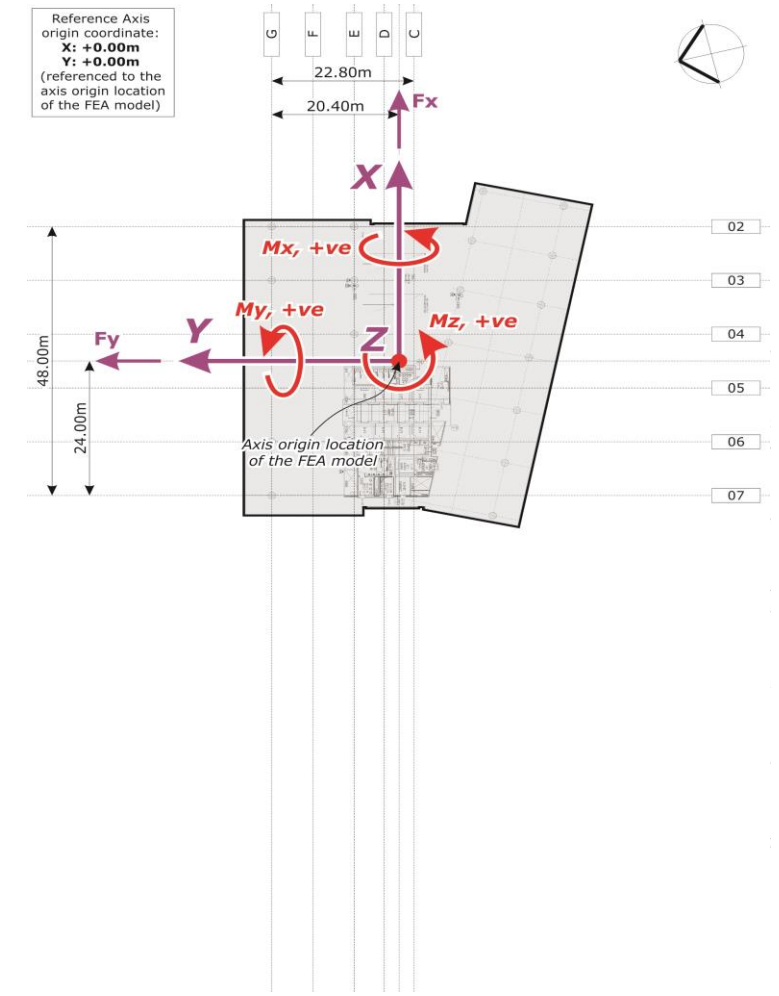 Reference Axis
origin coordinate:
X: +0.00m
Y: +0.00m
(referenced to the
axis origin location
of the FEA model)
G
F
E
D
C
22.80m
20.40m
Fx
X
02
Mx, +ve
03
My, +ve
Mz, +ve
04
Fy
Y
Z
48.00m
05
24.00m
Axis origin location
of the FEA model
06
07